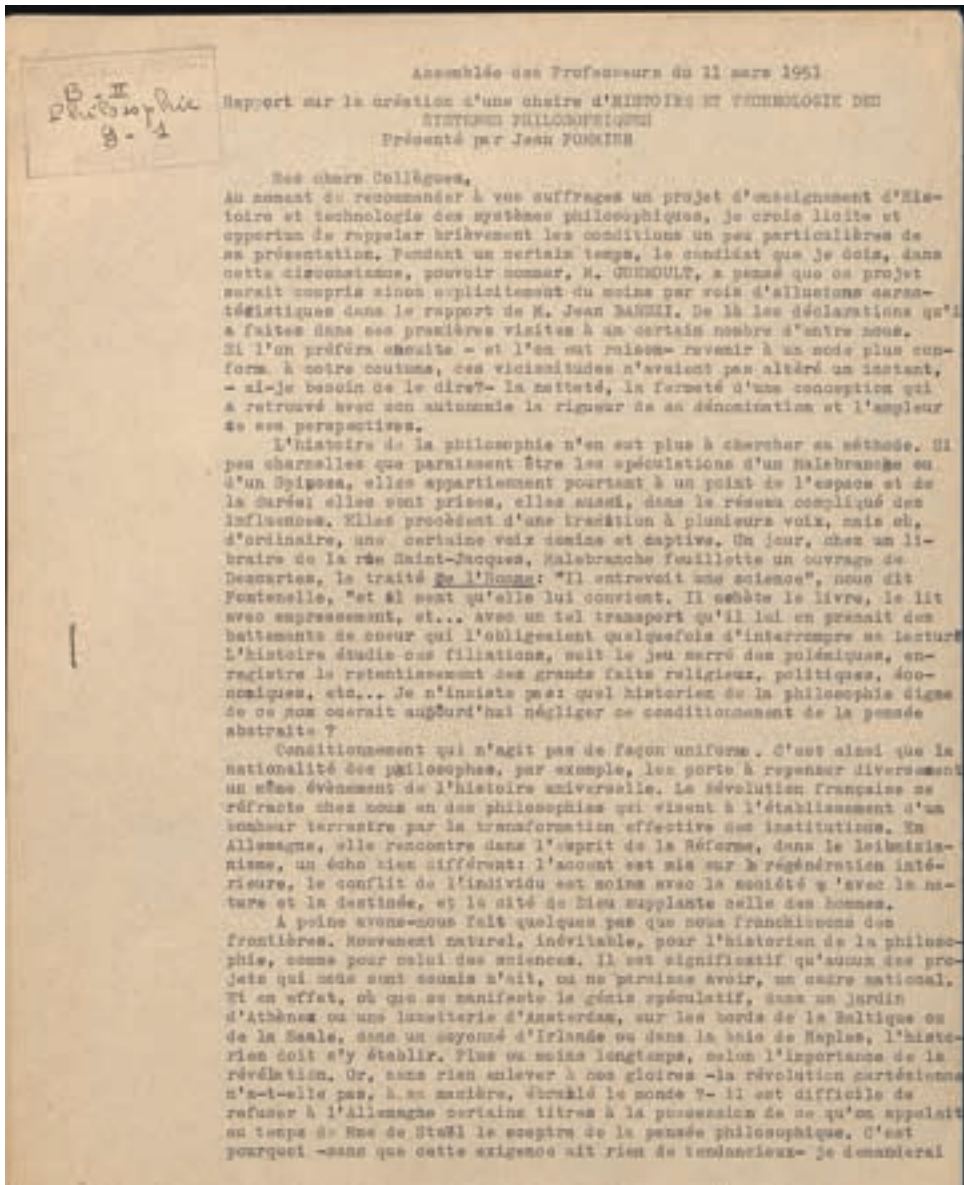 B - II
Philosophie
g - 1
Assemblée des Professeurs du 11 mars 1951
Rapport sur la création d'une chaire d'HISTOIRE ET TECHNOLOGIE DES
SYSTEMES PHILOSOPHIQUES
Présenté par Jean POMMIER
Mes chers Collègues,
Au moment de recommander à vos suffrages un projet d'enseignement d'His-
toire et technologie des systèmes philosophiques, je crois licite et
opportun de rappeler brièvement les conditions un peu particulières de
sa présentation. Pendant un certain temps, le candidat que je dois, dans
cette circonstance, pouvoir nommer, M. GUEROULT, a pensé que ce projet
serait compris sinon explicitement du moins par voie d'allusions carac-
téristiques dans le rapport de M. Jean BARUZI. De là les déclarations qu'i
a faites dans ses premières visites à un certain nombre d'entre nous.
Si l'on préféra ensuite - et l'on eut raison- revenir à un mode plus con-
form à notre coutume, ces vicissitudes n'avaient pas altéré un instant,
- ai-je besoin de le dire?- la netteté, la fermeté d'une conception qui
a retrouvé avec son autonomie la rigueur de sa dénomination et l'ampleur
de ses perspectives.
L'histoire de la philosophie n'en est plus à chercher sa méthode. Si
peu charnelles que paraissent être les spéculations d'un Malebranche ou
d'un Spinosa, elles appartiennent pourtant à un point de l'espace et de
la durée; elles sont prises, elles aussi, dans le réseau compliqué des
influences. Elles procèdent d'une tradition à plusieurs voix, mais où,
d'ordinaire, une certaine voix domine et captive. Un jour, chez un li-
braire de la rue Saint-Jacques, Malebranche feuillette un ouvrage de
Descartes, le traité De l'Homme: "Il entrevoit une science", nous dit
Fontenelle, "et il sent qu'elle lui convient. Il achète le livre, le lit
avec empressement, et... avec un tel transport qu'il lui en prenait des
battements de coeur qui l'obligeaient quelquefois d'interrompre sa lecture
L'histoire étudie ces filiations, suit le jeu serré des polémiques, en-
registre le retentissement des grands faits religieux, politiques, éco-
nomiques, etc... Je n'insiste pas: quel historien de la philosophie digne
de ce nom oserait aujourd'hui négliger ce conditionnement de la pensée
abstraite ?
Conditionnement qui n'agit pas de façon uniforme. C'est ainsi que la
nationalité des philosophes, par exemple, les porte à repenser diversement
un même évènement de l'histoire universelle. La Révolution française se
réfracte chez nous en des philosophies qui visent à l'établissement d'un
bonheur terrestre par la transformation effective des institutions. En
Allemagne, elle rencontre dans l'esprit de la Réforme, dans le leibnizia-
nisme, un écho bien différent: l'accent est mis sur la régénération inté-
rieure, le conflit de l'individu est moins avec la société q 'avec la na-
ture et la destinée, et la cité de Dieu supplante celle des hommes.
A peine avons-nous fait quelques pas que nous franchissons des
frontières. Mouvement naturel, inévitable, pour l'historien de la philoso-
phie, comme pour celui des sciences. Il est significatif qu'aucun des pro-
jets qui nous sont soumis n'ait, ou ne puisse avoir, un cadre national.
Et en effet, où que se manifeste le génie spéculatif, dans un jardin
d'Athènes ou une lunetterie d'Amsterdam, sur les bords de la Baltique ou
de la Saale, dans un doyenné d'Irlande ou dans la baie de Naples, l'histo-
rien doit s'y établir. Plus ou moins longtemps, selon l'importance de la
révélation. Or, sans rien enlever à nos gloires -la révolution cartésienne
n'a-t-elle pas, à sa manière, ébranlé le monde ?- il est difficile de
refuser à l'Allemagne certains titres à la possession de ce qu'on appelait
au temps de Mme de Staël le sceptre de la pensée philosophique. C'est
pourquoi -sans que cette exigence ait rien de tendancieux- je demanderai